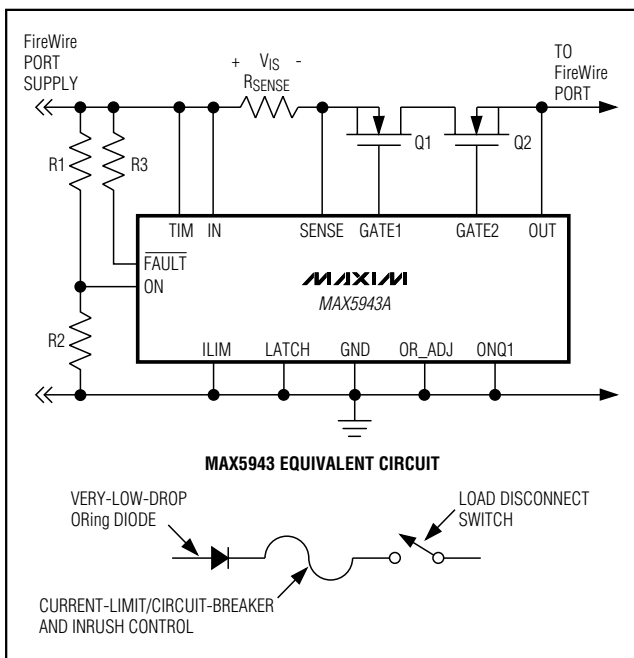 FireWire
PORT
SUPPLY
+ VIS -
RSENSE
TO
FireWire
PORT
R1
R3
Q1
Q2
TIM
IN
SENSE
GATE1
GATE2
OUT
FAULT
ON
MAXIM
MAX5943A
R2
ILIM
LATCH
GND
OR_ADJ
ONQ1
MAX5943 EQUIVALENT CIRCUIT
VERY-LOW-DROP
ORing DIODE
LOAD DISCONNECT
SWITCH
CURRENT-LIMIT/CIRCUIT-BREAKER
AND INRUSH CONTROL